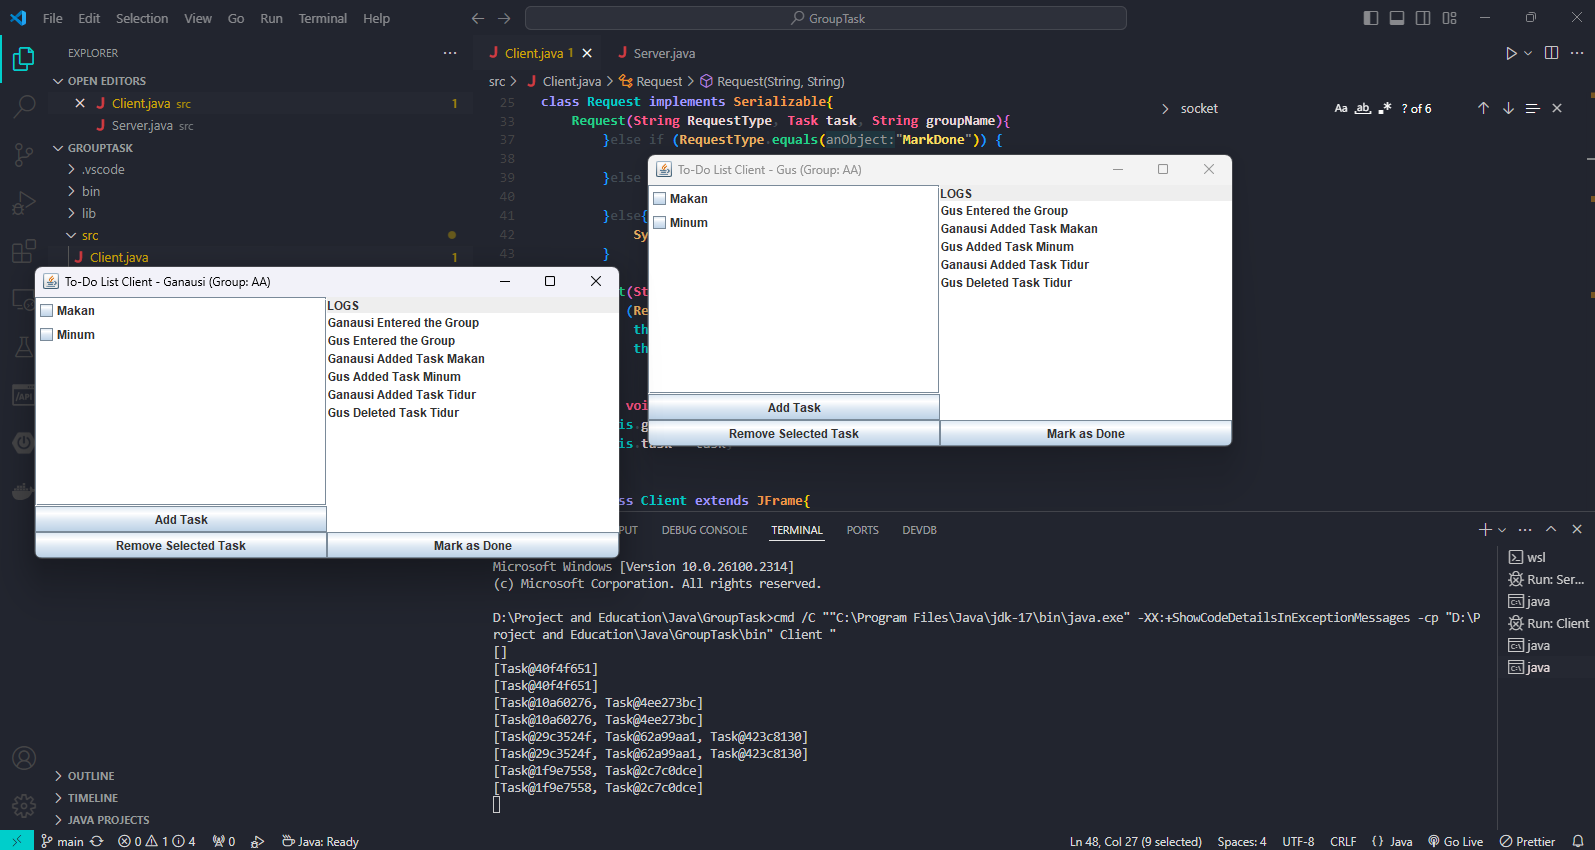 File Edit Selection View Go Run Terminal Help
GroupTask
EXPLORER
OPEN EDITORS
Client.java src 1
Server.java src
GROUPTASK
.vscode
bin
lib
src
Client.java 1
OUTLINE
TIMELINE
JAVA PROJECTS
Client.java 1
Server.java
src > Client.java > Request > Request(String, String)
socket
Aa ab .* ? of 6
25 class Request implements Serializable{
33 Request(String RequestType, Task task, String groupName){
37 }else if (RequestType.equals(anObject:"MarkDone")) {
38
39 }else
40
41 }else{
42 Sy
43 }
To-Do List Client - Gus (Group: AA)
Makan
Minum
LOGS
Gus Entered the Group
Ganausi Added Task Makan
Gus Added Task Minum
Ganausi Added Task Tidur
Gus Deleted Task Tidur
Add Task
Remove Selected Task
Mark as Done
To-Do List Client - Ganausi (Group: AA)
Makan
Minum
LOGS
Ganausi Entered the Group
Gus Entered the Group
Ganausi Added Task Makan
Gus Added Task Minum
Ganausi Added Task Tidur
Gus Deleted Task Tidur
Add Task
Remove Selected Task
Mark as Done
t(St
(Re
th
th
voi
is.g
is.task = task;
ss Client extends JFrame{
PUT DEBUG CONSOLE TERMINAL PORTS DEVDB
Microsoft Windows [Version 10.0.26100.2314]
(c) Microsoft Corporation. All rights reserved.
D:\Project and Education\Java\GroupTask>cmd /C ""C:\Program Files\Java\jdk-17\bin\java.exe" -XX:+ShowCodeDetailsInExceptionMessages -cp "D:\P
roject and Education\Java\GroupTask\bin" Client "
[]
[Task@40f4f651]
[Task@40f4f651]
[Task@10a60276, Task@4ee273bc]
[Task@10a60276, Task@4ee273bc]
[Task@29c3524f, Task@62a99aa1, Task@423c8130]
[Task@29c3524f, Task@62a99aa1, Task@423c8130]
[Task@1f9e7558, Task@2c7c0dce]
[Task@1f9e7558, Task@2c7c0dce]
wsl
Run: Ser...
java
Run: Client
java
java
main 0 1 4 0 Java: Ready
Ln 48, Col 27 (9 selected) Spaces: 4 UTF-8 CRLF {} Java Go Live Prettier